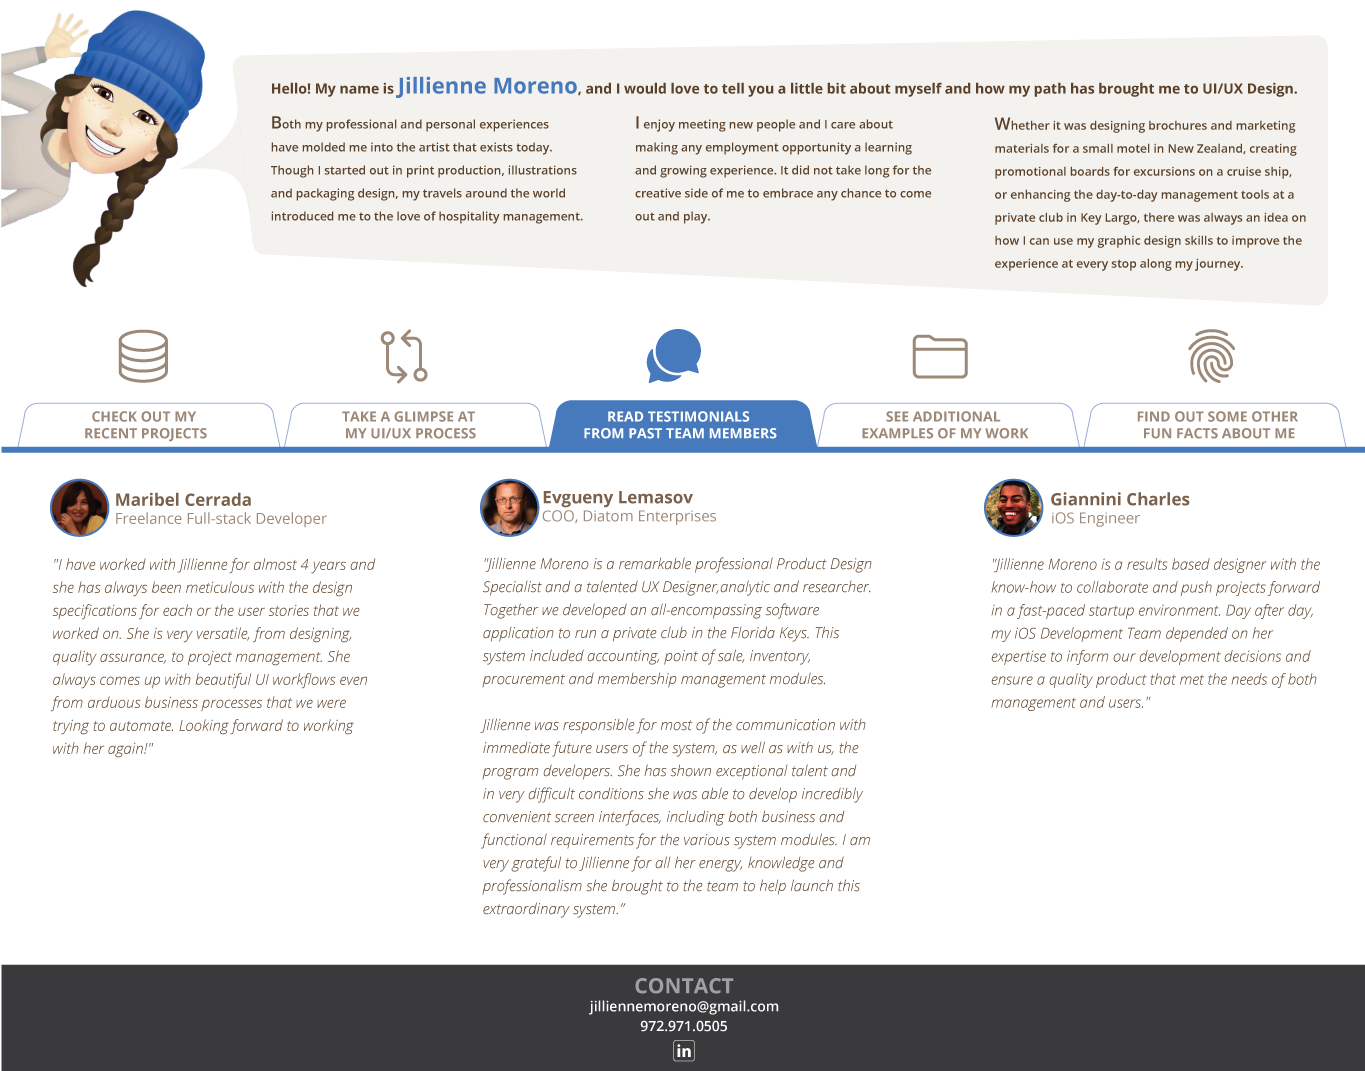 Hello! My name is Jillienne Moreno, and I would love to tell you a little bit about myself and how my path has brought me to UI/UX Design.
Both my professional and personal experiences
have molded me into the artist that exists today.
Though I started out in print production, illustrations
and packaging design, my travels around the world
introduced me to the love of hospitality management.
I enjoy meeting new people and I care about
making any employment opportunity a learning
and growing experience. It did not take long for the
creative side of me to embrace any chance to come
out and play.
Whether it was designing brochures and marketing
materials for a small motel in New Zealand, creating
promotional boards for excursions on a cruise ship,
or enhancing the day-to-day management tools at a
private club in Key Largo, there was always an idea on
how I can use my graphic design skills to improve the
experience at every stop along my journey.
CHECK OUT MY
RECENT PROJECTS
TAKE A GLIMPSE AT
MY UI/UX PROCESS
READ TESTIMONIALS
FROM PAST TEAM MEMBERS
SEE ADDITIONAL
EXAMPLES OF MY WORK
FIND OUT SOME OTHER
FUN FACTS ABOUT ME
Maribel Cerrada
Freelance Full-stack Developer
"I have worked with Jillienne for almost 4 years and
she has always been meticulous with the design
specifications for each or the user stories that we
worked on. She is very versatile, from designing,
quality assurance, to project management. She
always comes up with beautiful UI workflows even
from arduous business processes that we were
trying to automate. Looking forward to working
with her again!"
Evgueny Lemasov
COO, Diatom Enterprises
"Jillienne Moreno is a remarkable professional Product Design
Specialist and a talented UX Designer,analytic and researcher.
Together we developed an all-encompassing software
application to run a private club in the Florida Keys. This
system included accounting, point of sale, inventory,
procurement and membership management modules.
Jillienne was responsible for most of the communication with
immediate future users of the system, as well as with us, the
program developers. She has shown exceptional talent and
in very difficult conditions she was able to develop incredibly
convenient screen interfaces, including both business and
functional requirements for the various system modules. I am
very grateful to Jillienne for all her energy, knowledge and
professionalism she brought to the team to help launch this
extraordinary system.”
Giannini Charles
iOS Engineer
"Jillienne Moreno is a results based designer with the
know-how to collaborate and push projects forward
in a fast-paced startup environment. Day after day,
my iOS Development Team depended on her
expertise to inform our development decisions and
ensure a quality product that met the needs of both
management and users."
CONTACT
jilliennemoreno@gmail.com
972.971.0505
in